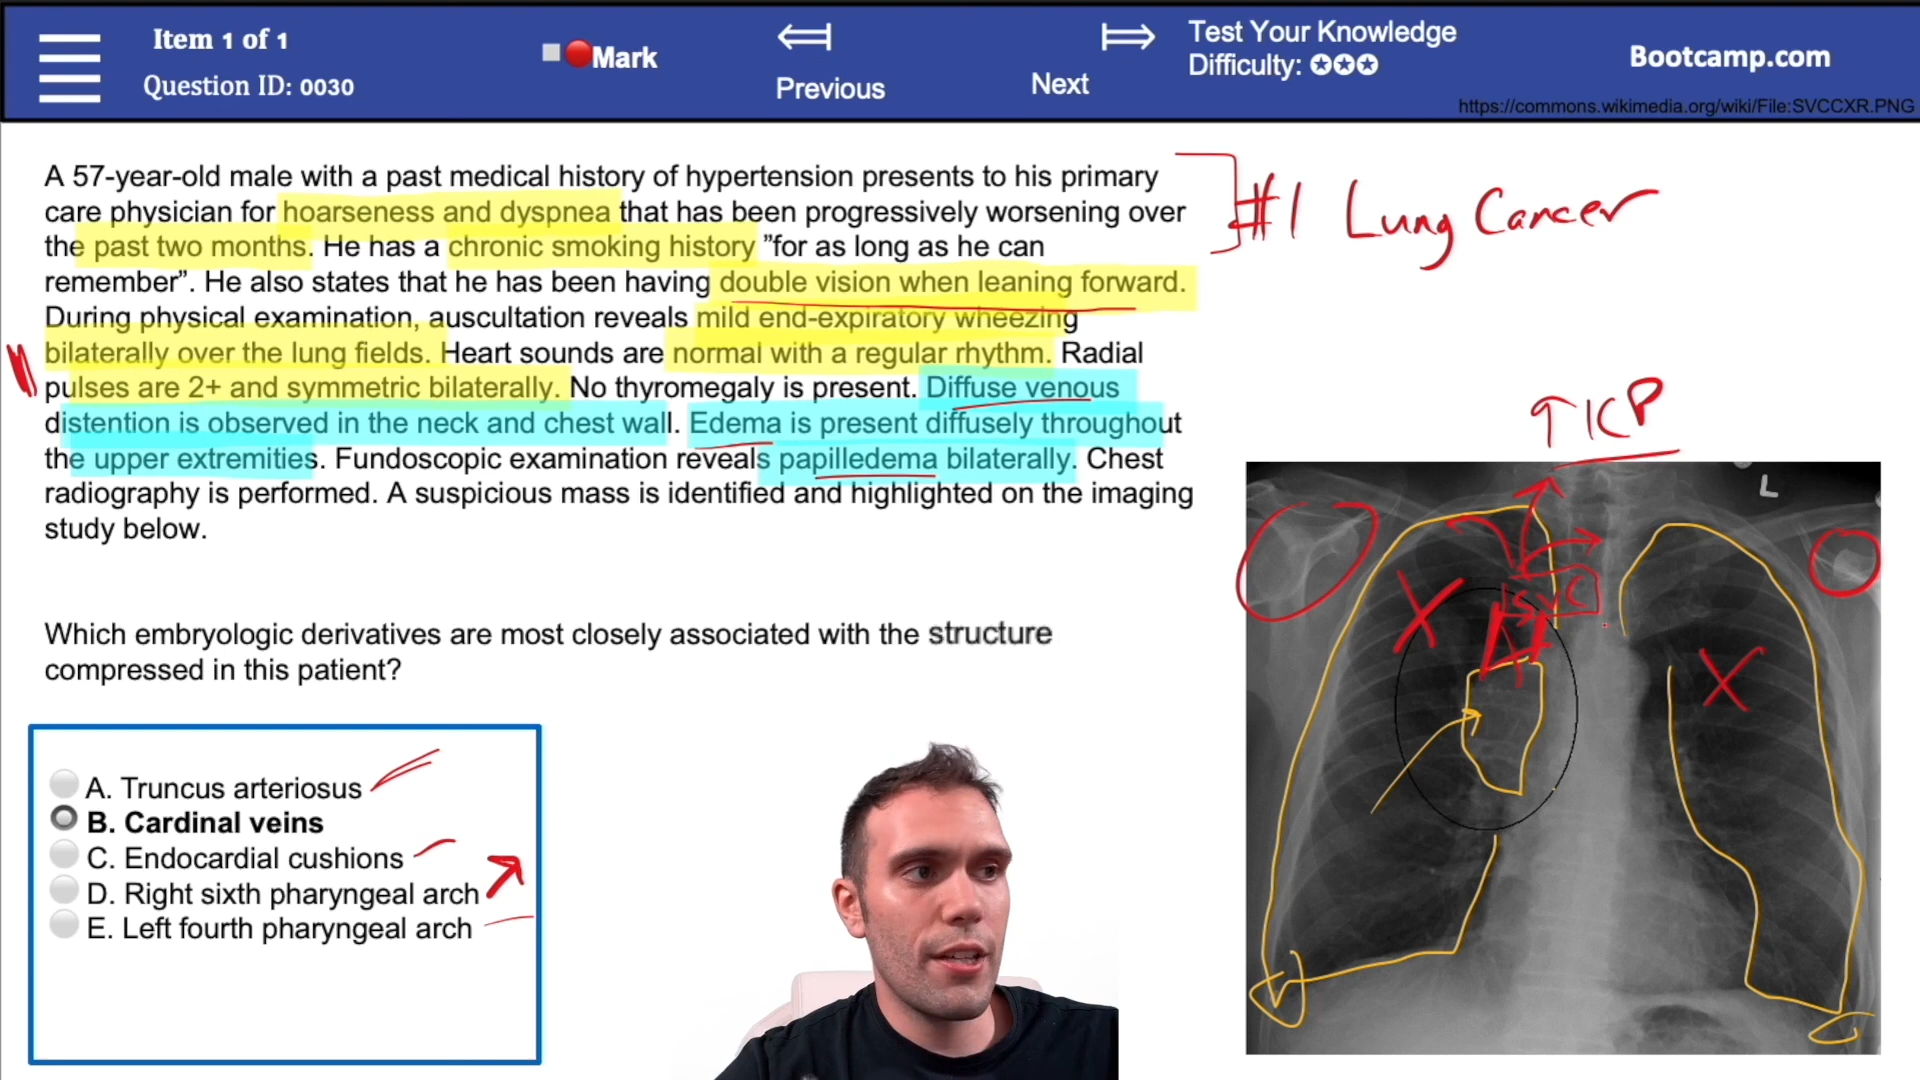 Item 1 of 1
Question ID: 0030
Mark
Previous
Next
Test Your Knowledge
Difficulty: ✪✪✪
Bootcamp.com
https://commons.wikimedia.org/wiki/File:SVCCXR.PNG
A 57-year-old male with a past medical history of hypertension presents to his primary
care physician for hoarseness and dyspnea that has been progressively worsening over
the past two months. He has a chronic smoking history ”for as long as he can
remember”. He also states that he has been having double vision when leaning forward.
During physical examination, auscultation reveals mild end-expiratory wheezing
bilaterally over the lung fields. Heart sounds are normal with a regular rhythm. Radial
pulses are 2+ and symmetric bilaterally. No thyromegaly is present. Diffuse venous
distention is observed in the neck and chest wall. Edema is present diffusely throughout
the upper extremities. Fundoscopic examination reveals papilledema bilaterally. Chest
radiography is performed. A suspicious mass is identified and highlighted on the imaging
study below.
#1 Lung Cancer
↑ICP
L
SVC
X
X
Which embryologic derivatives are most closely associated with the structure
compressed in this patient?
A. Truncus arteriosus
B. Cardinal veins
C. Endocardial cushions
D. Right sixth pharyngeal arch
E. Left fourth pharyngeal arch